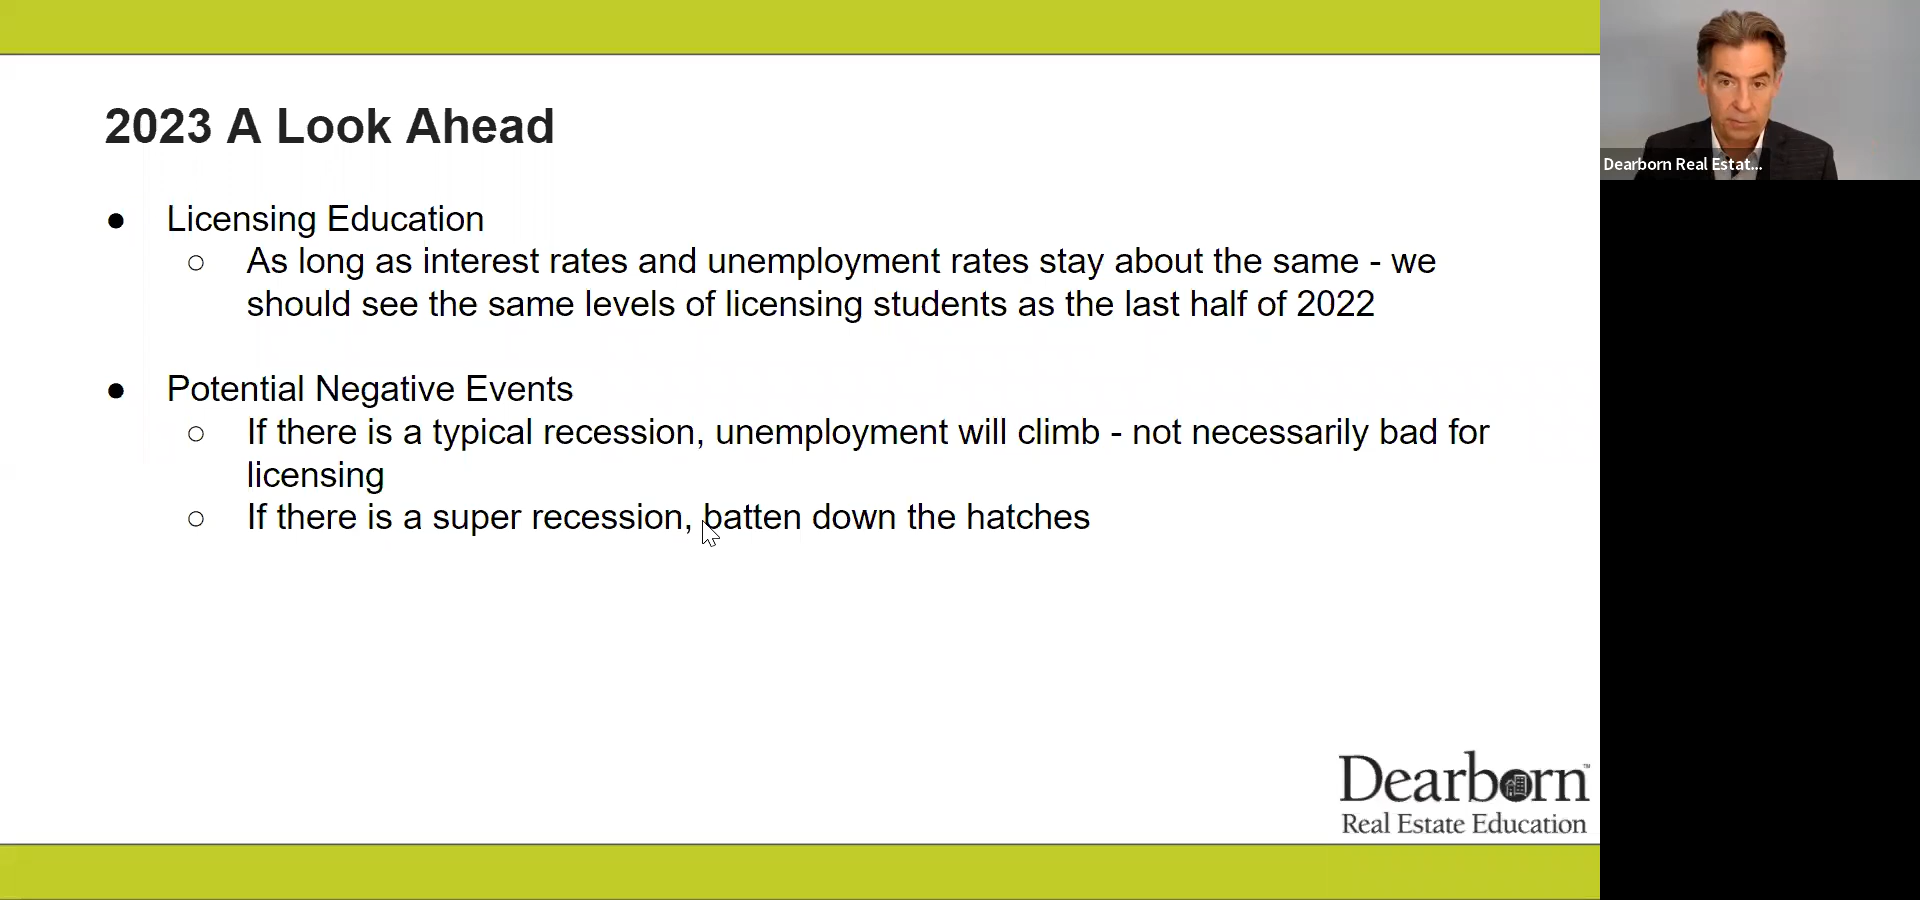 2023 A Look Ahead
● Licensing Education
○ As long as interest rates and unemployment rates stay about the same - we
should see the same levels of licensing students as the last half of 2022
● Potential Negative Events
○ If there is a typical recession, unemployment will climb - not necessarily bad for
licensing
○ If there is a super recession, batten down the hatches
Dearborn™
Real Estate Education
Dearborn Real Estat...